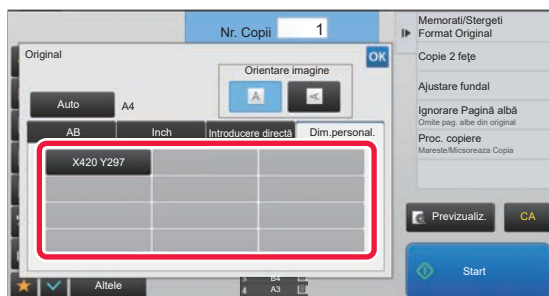 Nr. Copii 1
Original
OK
Orientare imagine
A
A
Auto
A4
AB
Inch
Introducere directă
Dim.personal.
X420 Y297
Altele
3 B4
4 A3
Memorati/Stergeti
Format Original
Copie 2 fețe
Ajustare fundal
Ignorare Pagină albă
Omite pag. albe din original
Proc. copiere
Mareste/Micsoreaza Copia
Previzualiz.
CA
Start